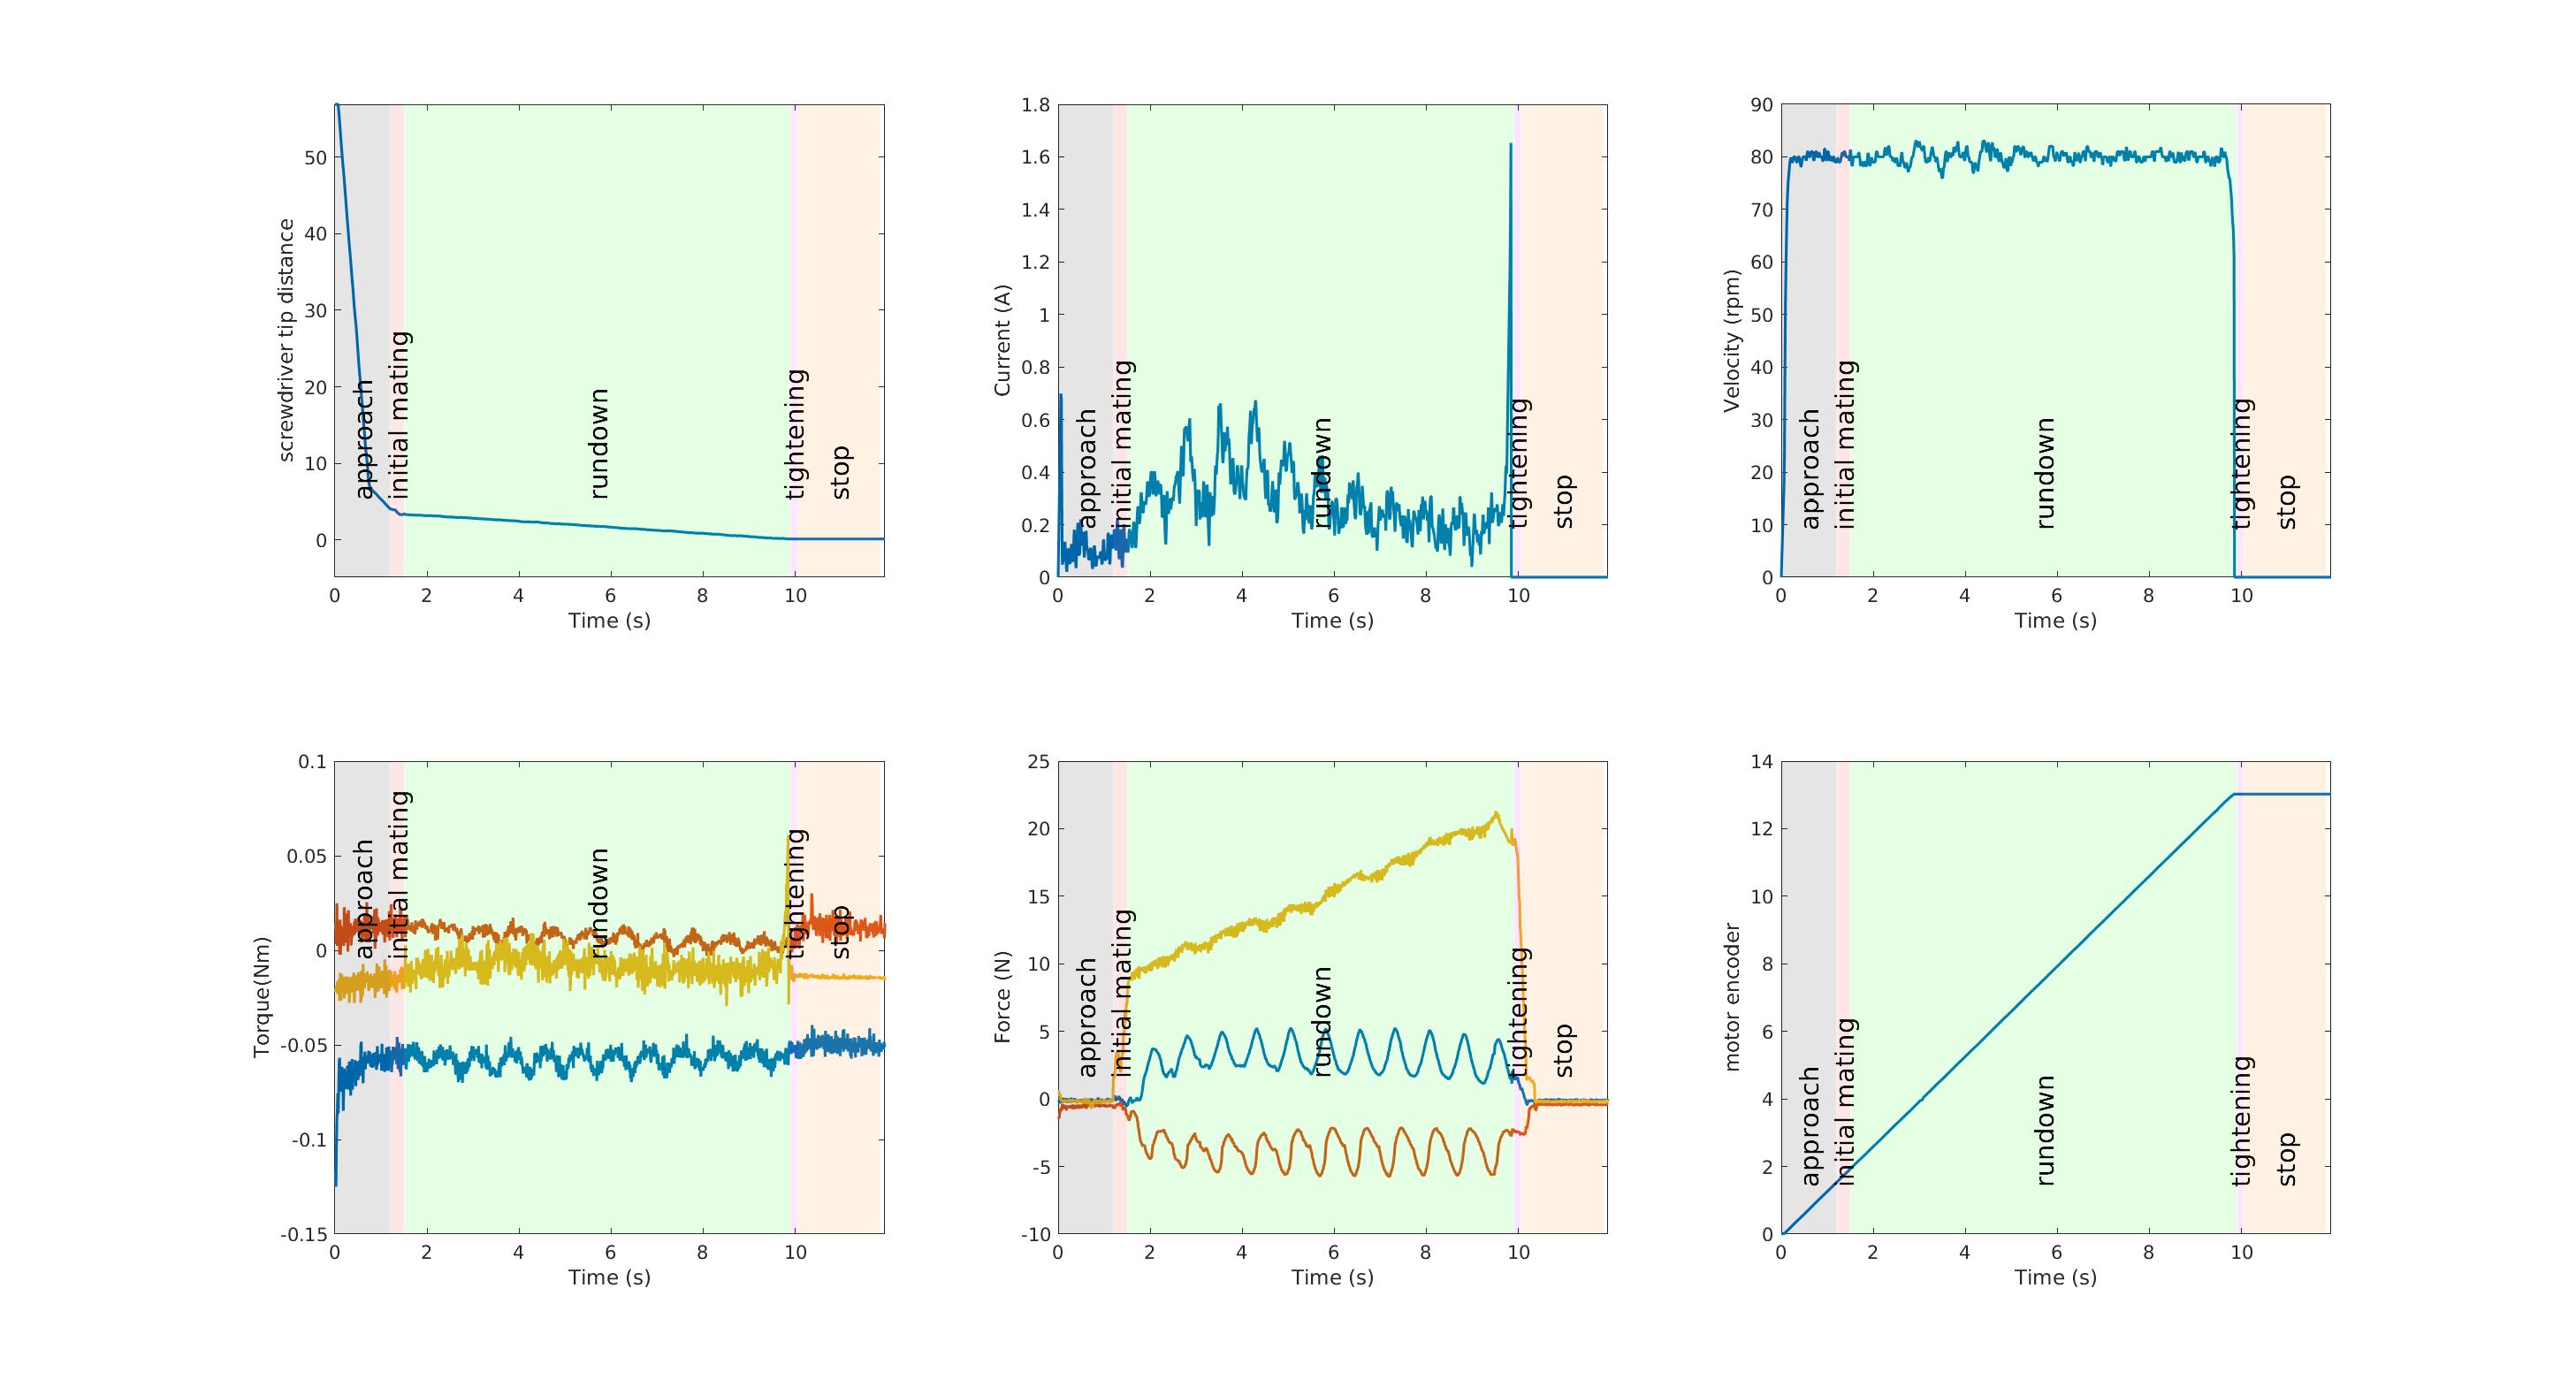 screwdriver tip distance
50
40
30
20
10
0
approach
initial mating
rundown
tightening
stop
0 2 4 6 8 10
Time (s)
Current (A)
1.8
1.6
1.4
1.2
1
0.8
0.6
0.4
0.2
0
approach
initial mating
rundown
tightening
stop
0 2 4 6 8 10
Time (s)
Velocity (rpm)
90
80
70
60
50
40
30
20
10
0
approach
initial mating
rundown
tightening
stop
0 2 4 6 8 10
Time (s)
Torque(Nm)
0.1
0.05
0
-0.05
-0.1
-0.15
approach
initial mating
rundown
tightening
stop
0 2 4 6 8 10
Time (s)
Force (N)
25
20
15
10
5
0
-5
-10
approach
initial mating
rundown
tightening
stop
0 2 4 6 8 10
Time (s)
motor encoder
14
12
10
8
6
4
2
0
approach
initial mating
rundown
tightening
stop
0 2 4 6 8 10
Time (s)